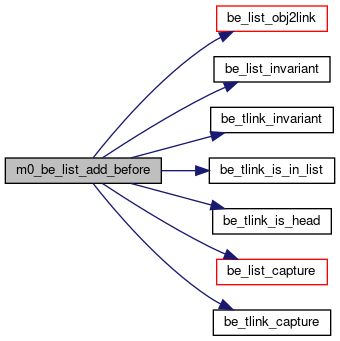 be_list_obj2link
be_list_invariant
be_tlink_invariant
m0_be_list_add_before
be_tlink_is_in_list
be_tlink_is_head
be_list_capture
be_tlink_capture